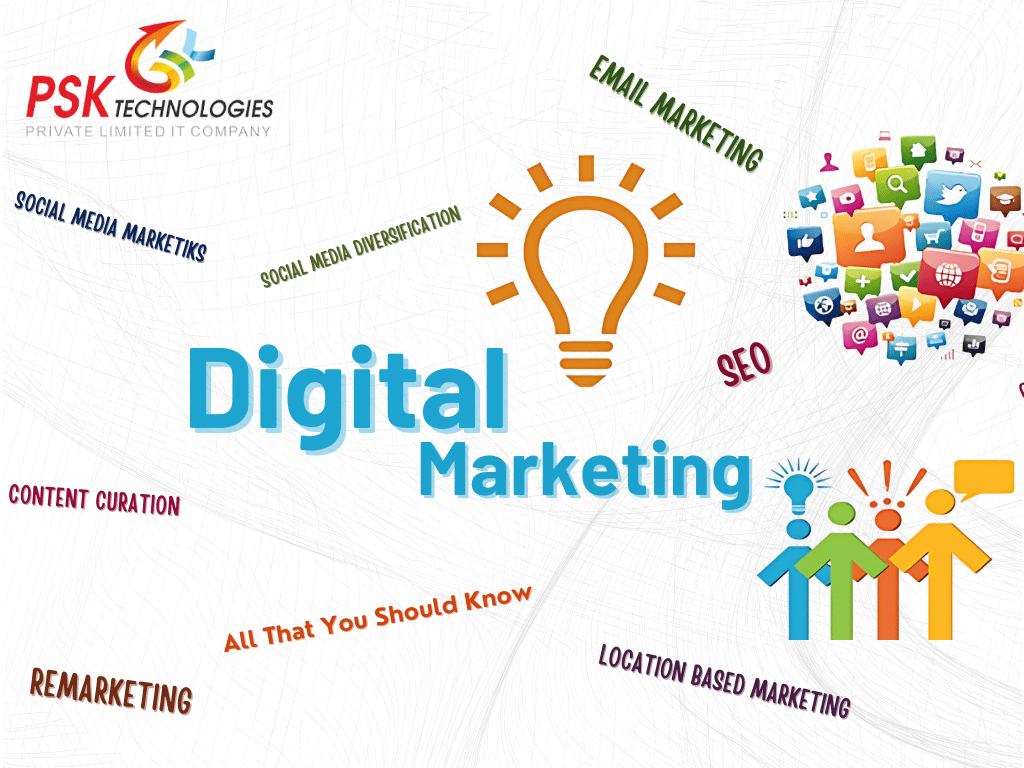 PSK TECHNOLOGIES
PRIVATE LIMITED IT COMPANY
EMAIL MARKETING
SOCIAL MEDIA MARKETIKS
SOCIAL MEDIA DIVERSIFICATION
SEO
Digital
Marketing
CONTENT CURATION
All That You Should Know
REMARKETING
LOCATION BASED MARKETING